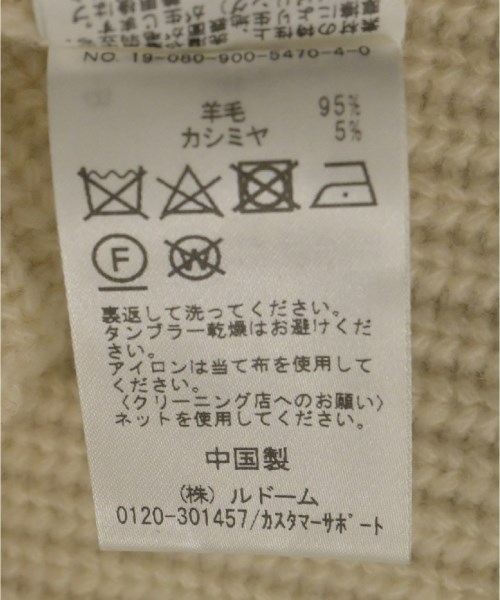 NO. 19-080-900-5470-4-0
羊毛 95%
カシミヤ 5%
F W
裏返して洗ってください。
タンブラー乾燥はお避けくだ
さい。
アイロンは当て布を使用して
ください。
〈クリーニング店へのお願い〉
ネットを使用してください。
中国製
(株) ルドーム
0120-301457/カスタマーサポート